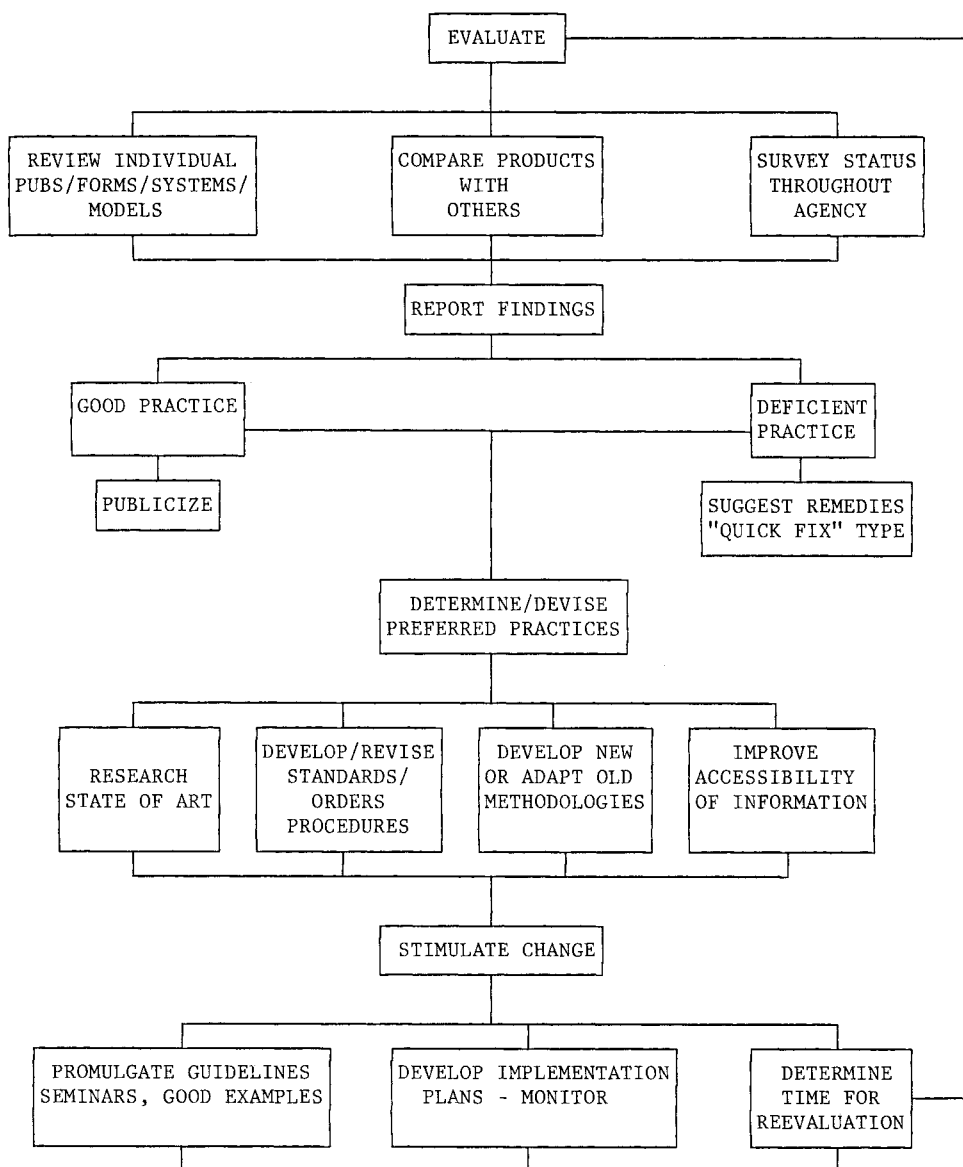 EVALUATE
REVIEW INDIVIDUAL
PUBS/FORMS/SYSTEMS/
MODELS
COMPARE PRODUCTS
WITH
OTHERS
SURVEY STATUS
THROUGHOUT
AGENCY
REPORT FINDINGS
GOOD PRACTICE
DEFICIENT
PRACTICE
PUBLICIZE
SUGGEST REMEDIES
"QUICK FIX" TYPE
DETERMINE/DEVISE
PREFERRED PRACTICES
RESEARCH
STATE OF ART
DEVELOP/REVISE
STANDARDS/
ORDERS
PROCEDURES
DEVELOP NEW
OR ADAPT OLD
METHODOLOGIES
IMPROVE
ACCESSIBILITY
OF INFORMATION
STIMULATE CHANGE
PROMULGATE GUIDELINES
SEMINARS, GOOD EXAMPLES
DEVELOP IMPLEMENTATION
PLANS - MONITOR
DETERMINE
TIME FOR
REEVALUATION